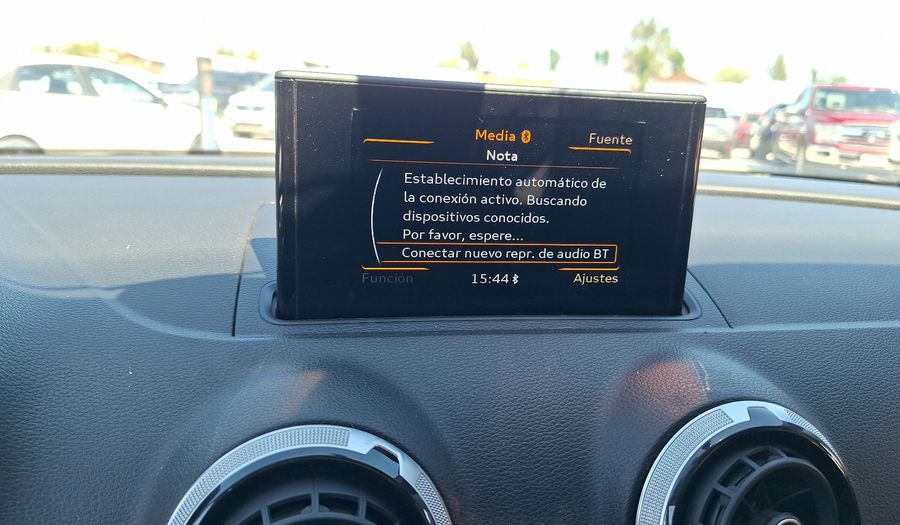 Media
Fuente
Nota
Establecimiento automático de
la conexión activo. Buscando
dispositivos conocidos.
Por favor, espere...
Conectar nuevo repr. de audio BT
Función
15:44
Ajustes